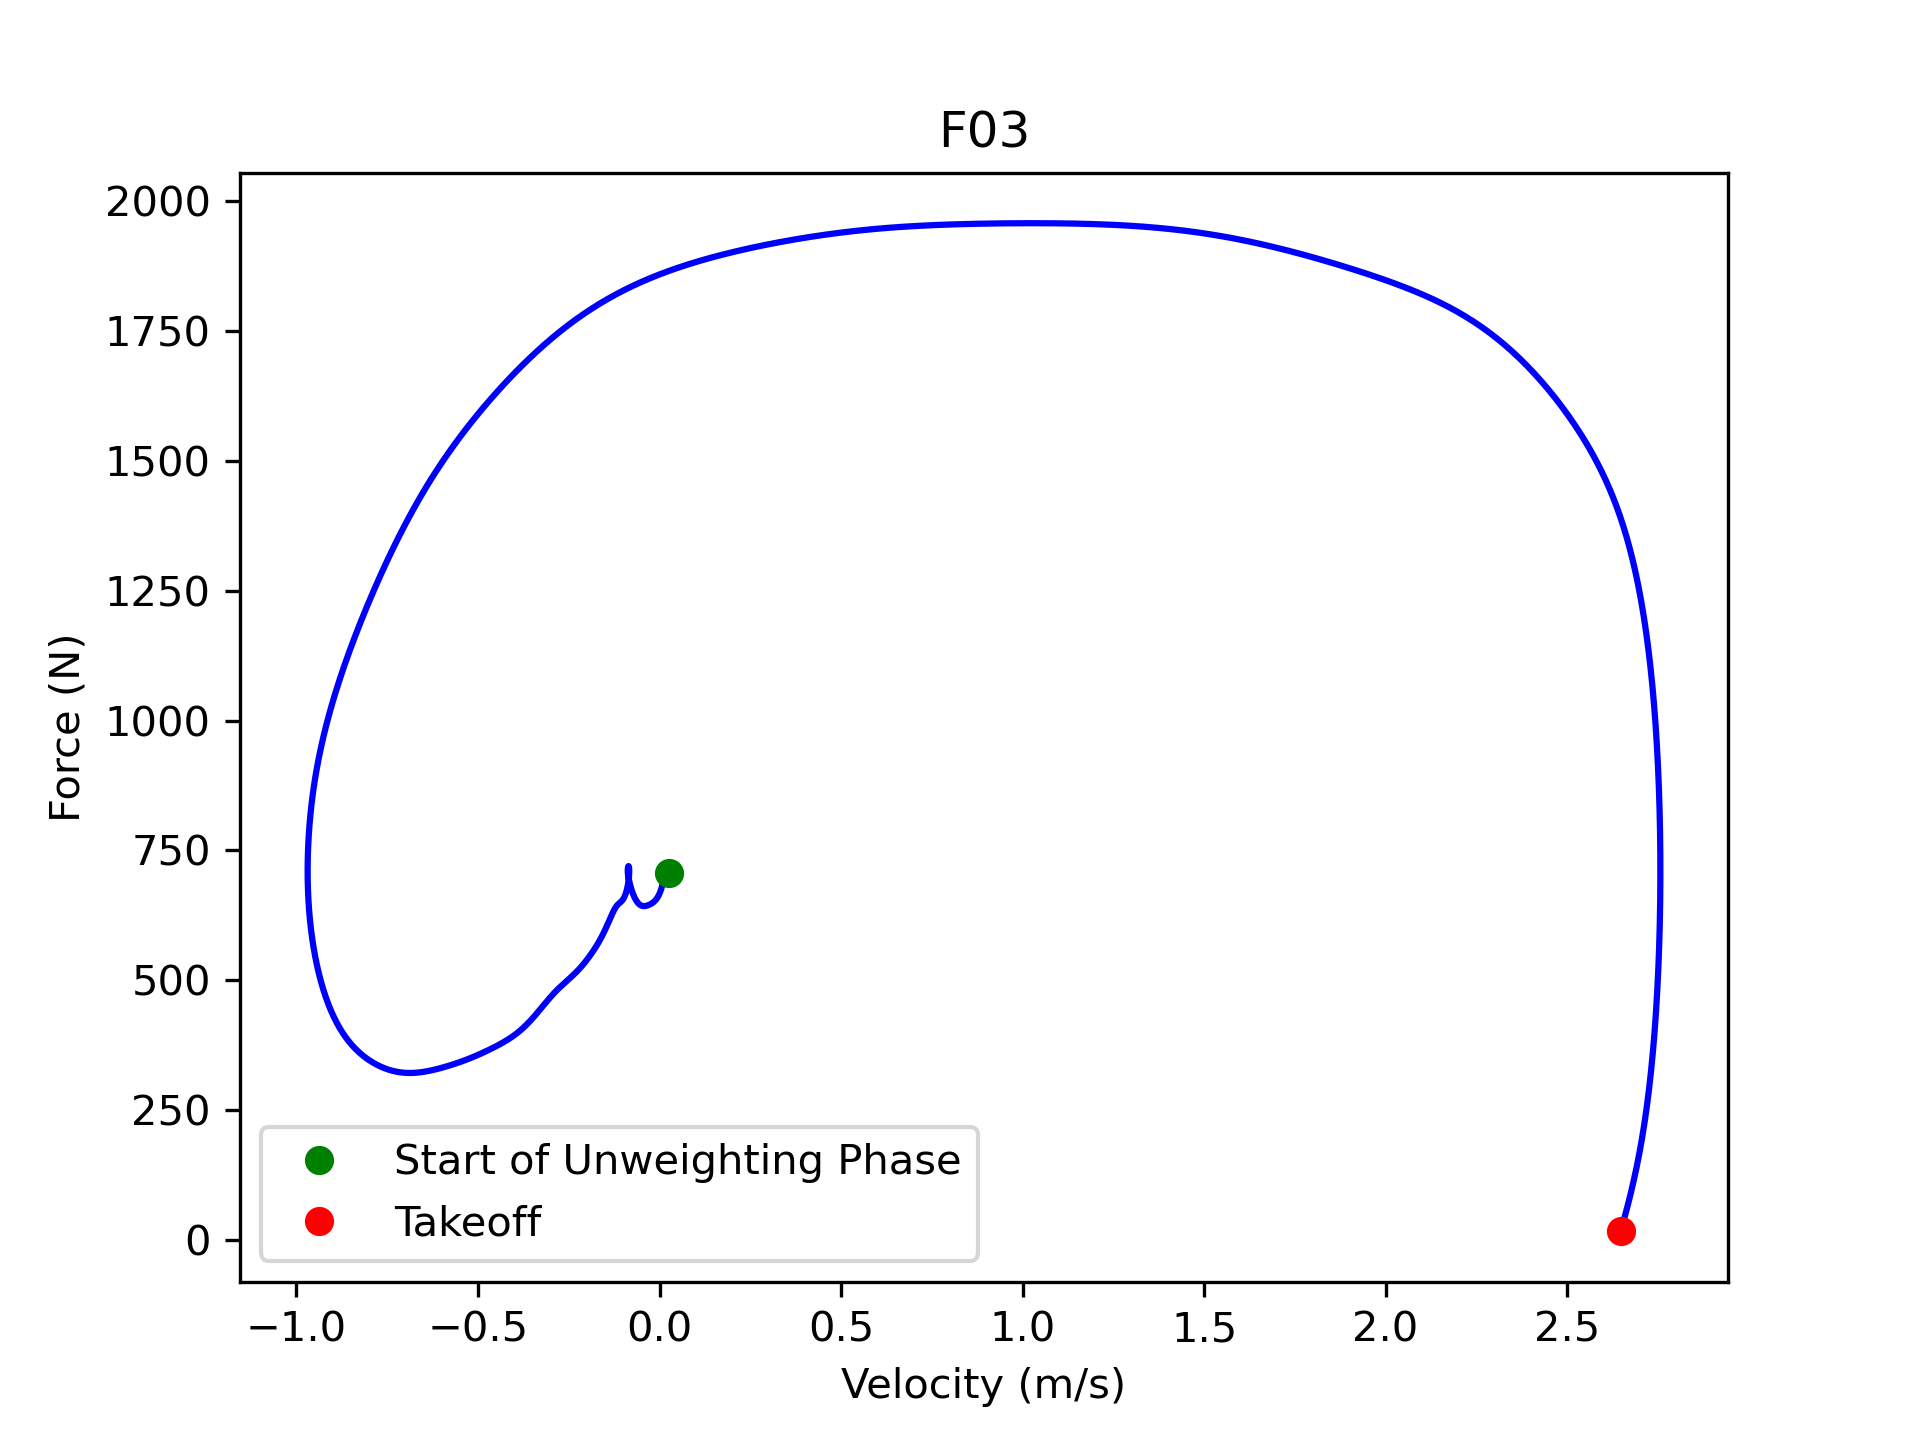 F03
2000
1750
1500
1250
1000
750
500
250
0
Force (N)
Start of Unweighting Phase
Takeoff
−1.0 −0.5 0.0 0.5 1.0 1.5 2.0 2.5
Velocity (m/s)